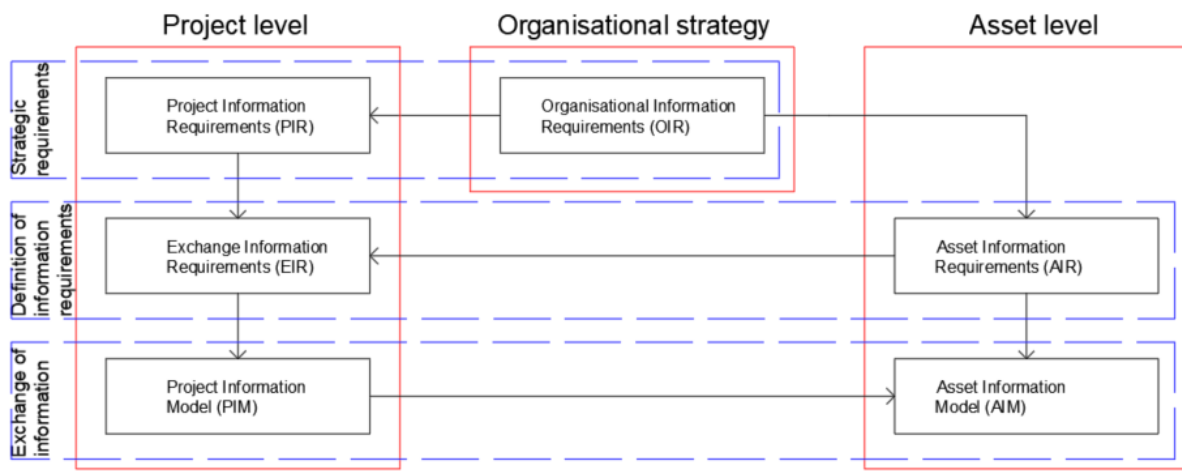 Project level
Organisational strategy
Asset level
Strategic
requirements
Project Information
Requirements (PIR)
Organisational Information
Requirements (OIR)
Definition of
information
requirements
Exchange Information
Requirements (EIR)
Asset Information
Requirements (AIR)
Exchange of
information
Project Information
Model (PIM)
Asset Information
Model (AIM)